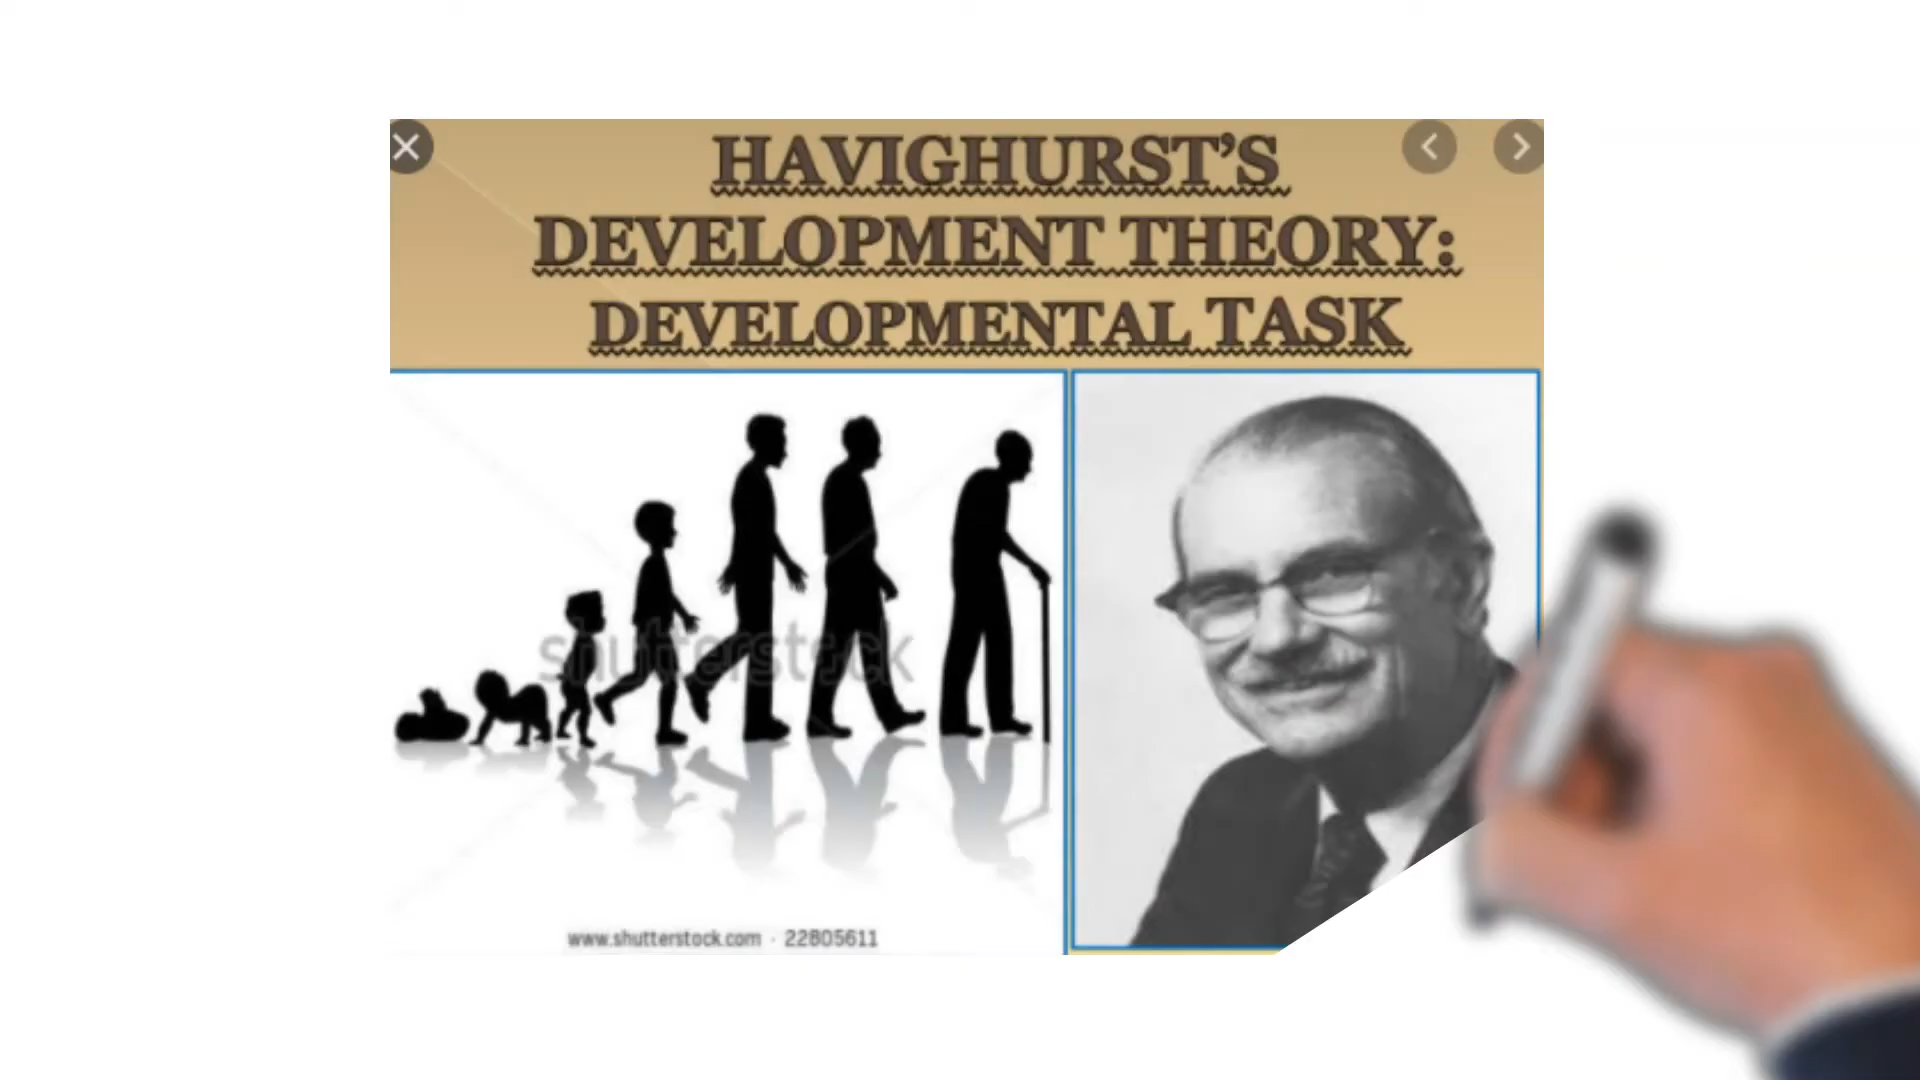 HAVIGHURST'S
DEVELOPMENT THEORY:
DEVELOPMENTAL TASK
shutterstock
www.shutterstock.com · 22805611